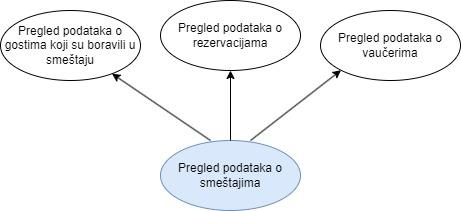 Pregled podataka o
gostima koji su boravili u
smeštaju
Pregled podataka o
rezervacijama
Pregled podataka o
vaučerima
Pregled podataka o
smeštajima